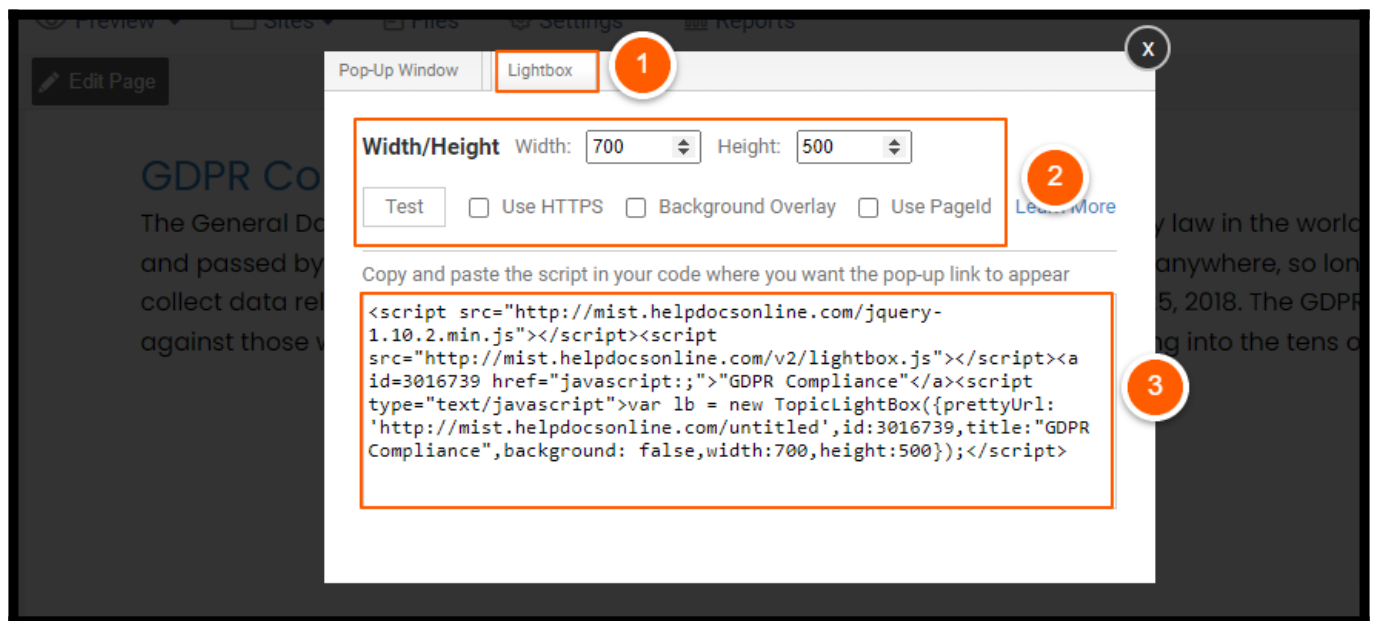 Preview Sites Files Settings Reports
Edit Page
Pop-Up Window Lightbox 1 X
Width/Height Width: 700 Height: 500
2
Test Use HTTPS Background Overlay Use PageId Learn More
GDPR Co
The General Da y law in the world
and passed by anywhere, so lon
collect data rel 5, 2018. The GDPR
against those ng into the tens o
Copy and paste the script in your code where you want the pop-up link to appear
<script src="http://mist.helpdocsonline.com/jquery-
1.10.2.min.js"></script><script
src="http://mist.helpdocsonline.com/v2/lightbox.js"></script><a
id=3016739 href="javascript:;">"GDPR Compliance"</a><script
type="text/javascript">var lb = new TopicLightBox({prettyUrl:
'http://mist.helpdocsonline.com/untitled',id:3016739,title:"GDPR
Compliance",background: false,width:700,height:500});</script>
3